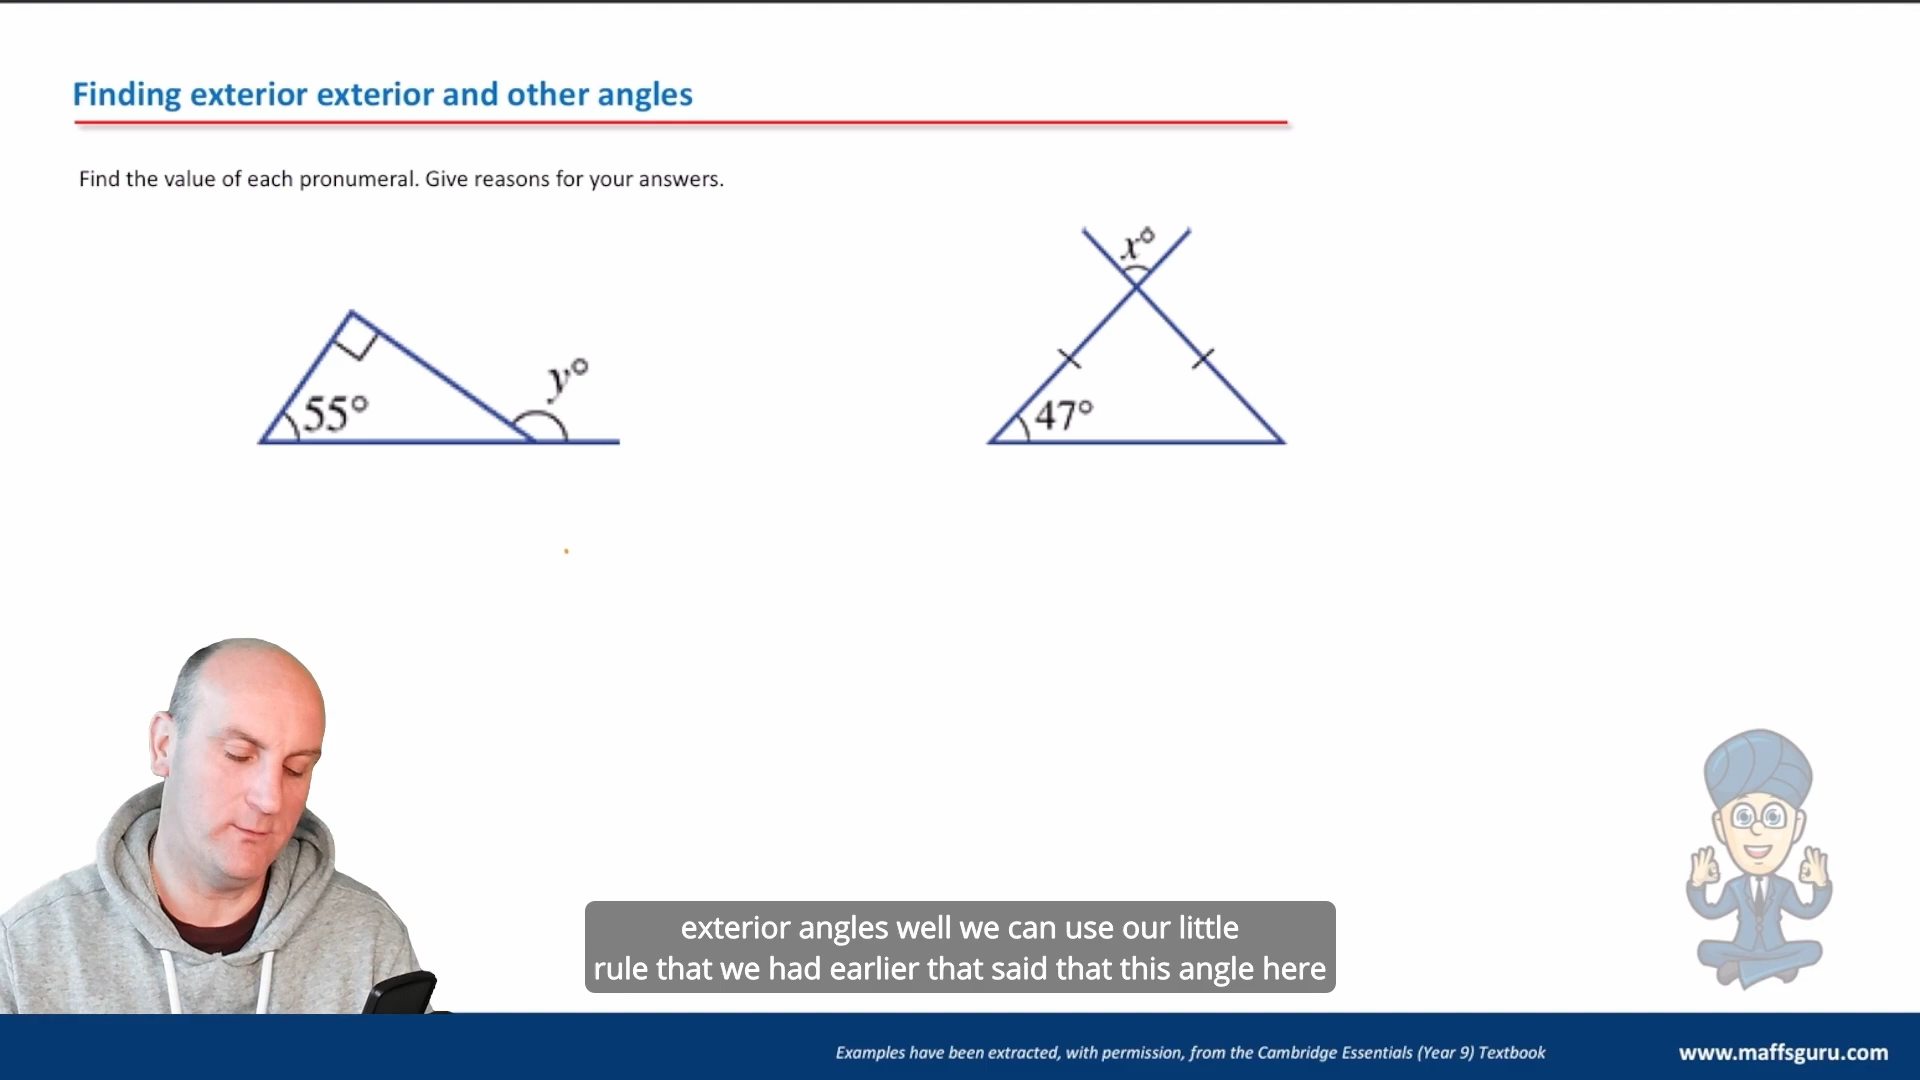 Finding exterior exterior and other angles
Find the value of each pronumeral. Give reasons for your answers.
x°
y°
55°
47°
exterior angles well we can use our little
rule that we had earlier that said that this angle here
Examples have been extracted, with permission, from the Cambridge Essentials (Year 9) Textbook
www.maffsguru.com